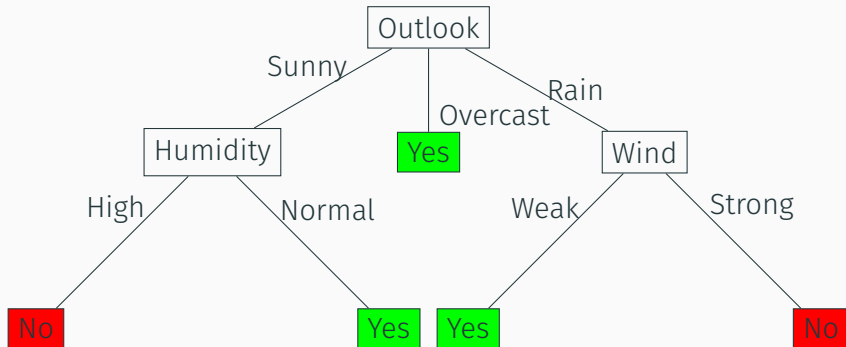 Outlook
Sunny
Rain
Overcast
Humidity
Yes
Wind
High
Normal
Weak
Strong
No
Yes
Yes
No